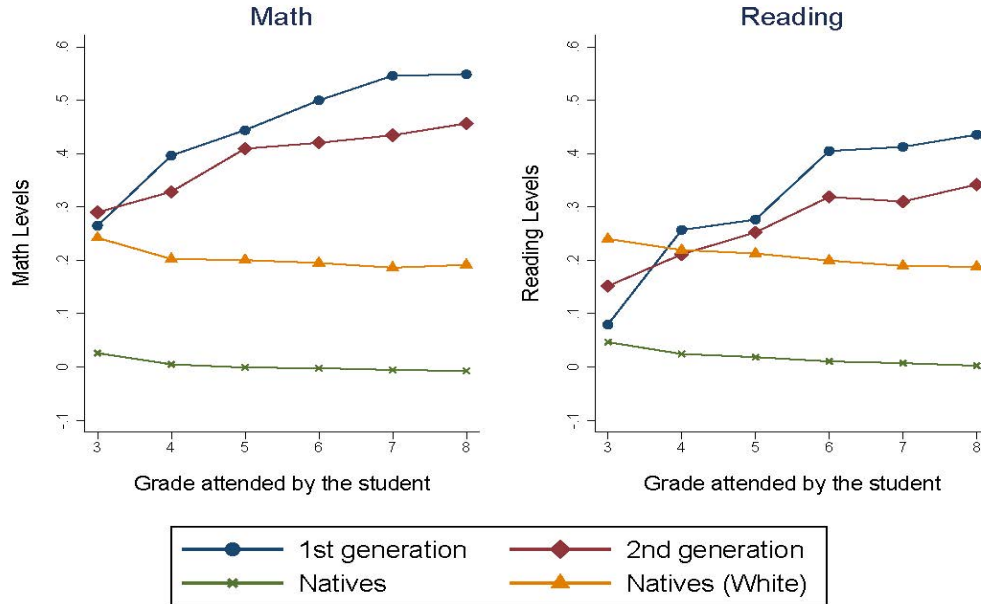 Math
Reading
Math Levels
.6
.5
.4
.3
.2
.1
0
-.1
3 4 5 6 7 8
Grade attended by the student
Reading Levels
.6
.5
.4
.3
.2
.1
0
-.1
3 4 5 6 7 8
Grade attended by the student
1st generation
2nd generation
Natives
Natives (White)